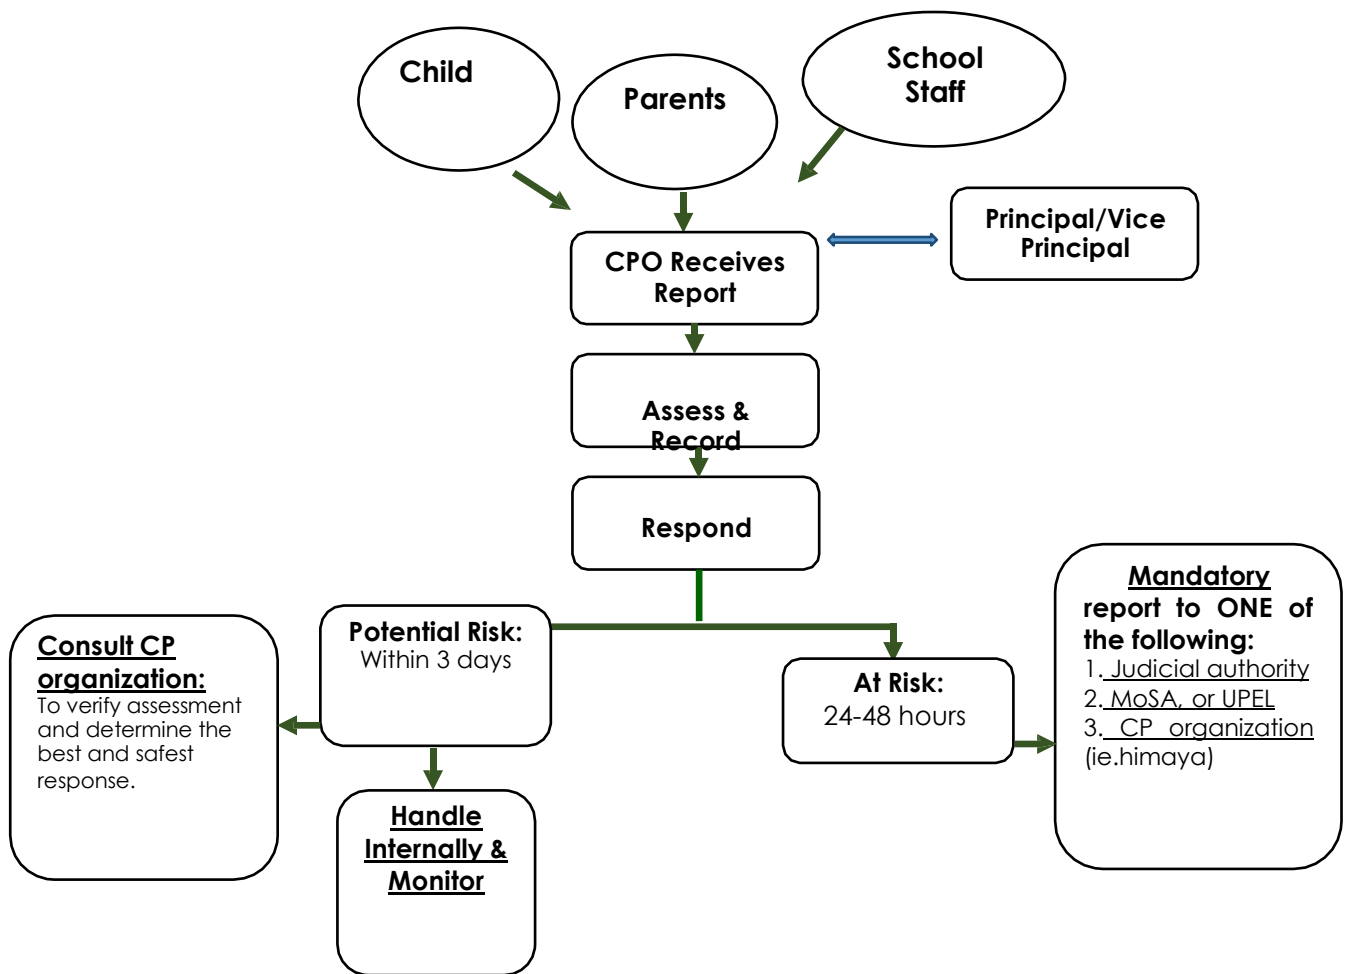 Child
Parents
School
Staff
Principal/Vice
Principal
CPO Receives
Report
Assess &
Record
Respond
Potential Risk:
Within 3 days
Consult CP
organization:
To verify assessment
and determine the
best and safest
response.
Handle
Internally &
Monitor
At Risk:
24-48 hours
Mandatory
report to ONE of
the following:
1. Judicial authority
2. MoSA, or UPEL
3. CP organization
(ie.himaya)